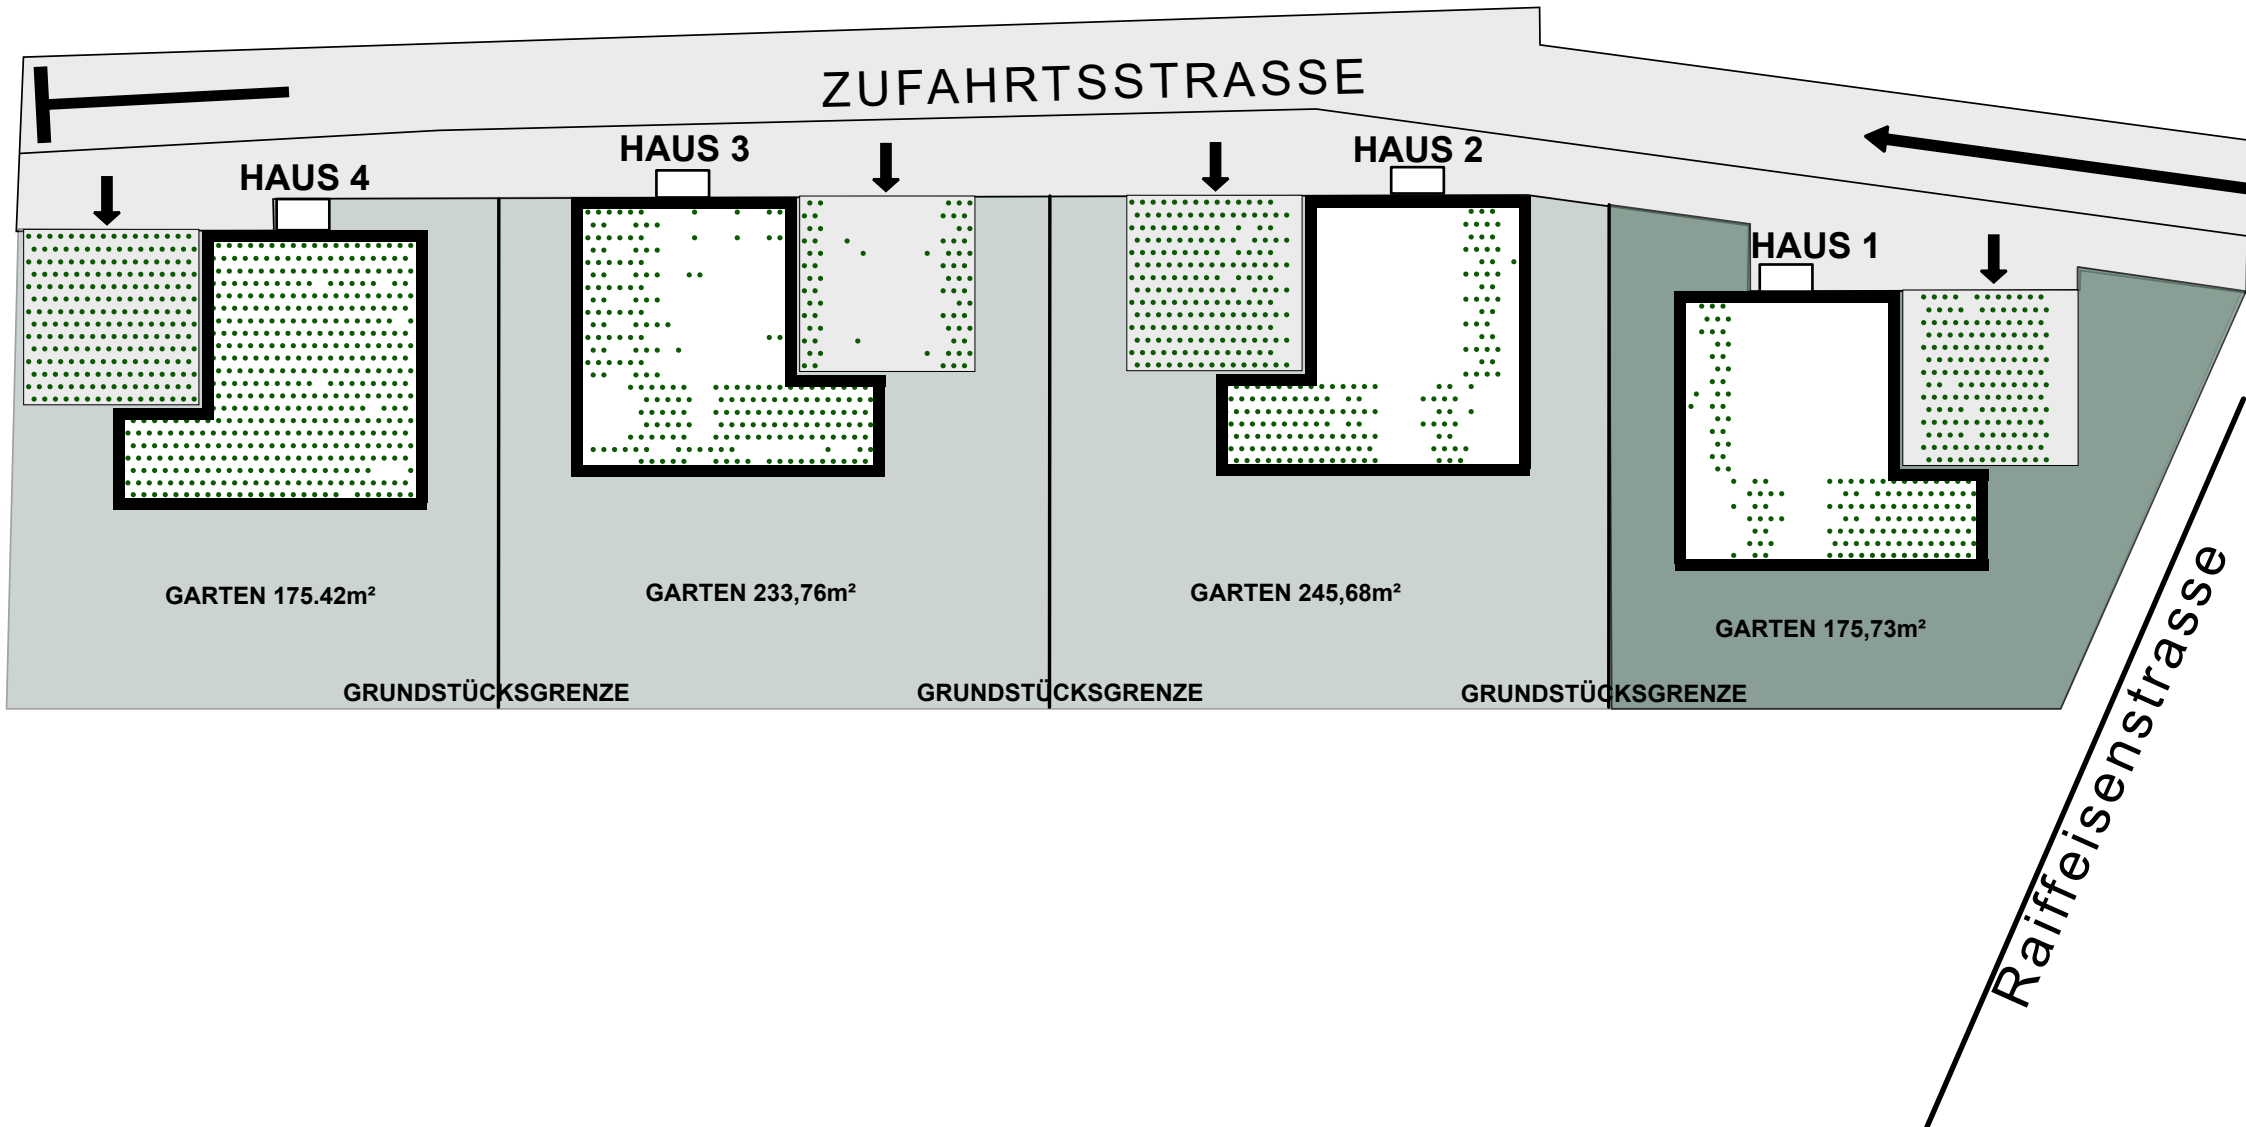 ZUFAHRTSSTRASSE
HAUS 4
HAUS 3
HAUS 2
HAUS 1
GARTEN 175.42m²
GARTEN 233,76m²
GARTEN 245,68m²
GARTEN 175,73m²
GRUNDSTÜCKSGRENZE
GRUNDSTÜCKSGRENZE
GRUNDSTÜCKSGRENZE
Raiffeisenstrasse